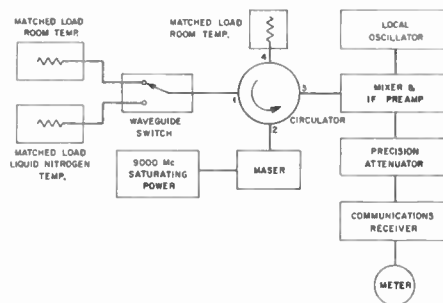 MATCHED LOAD
ROOM TEMP.
MATCHED LOAD
ROOM TEMP.
LOCAL
OSCILLATOR
4
1
3
2
CIRCULATOR
MIXER &
IF PREAMP
WAVEGUIDE
SWITCH
MATCHED LOAD
LIQUID NITROGEN
TEMP.
9000 Mc
SATURATING
POWER
MASER
PRECISION
ATTENUATOR
COMMUNICATIONS
RECEIVER
METER